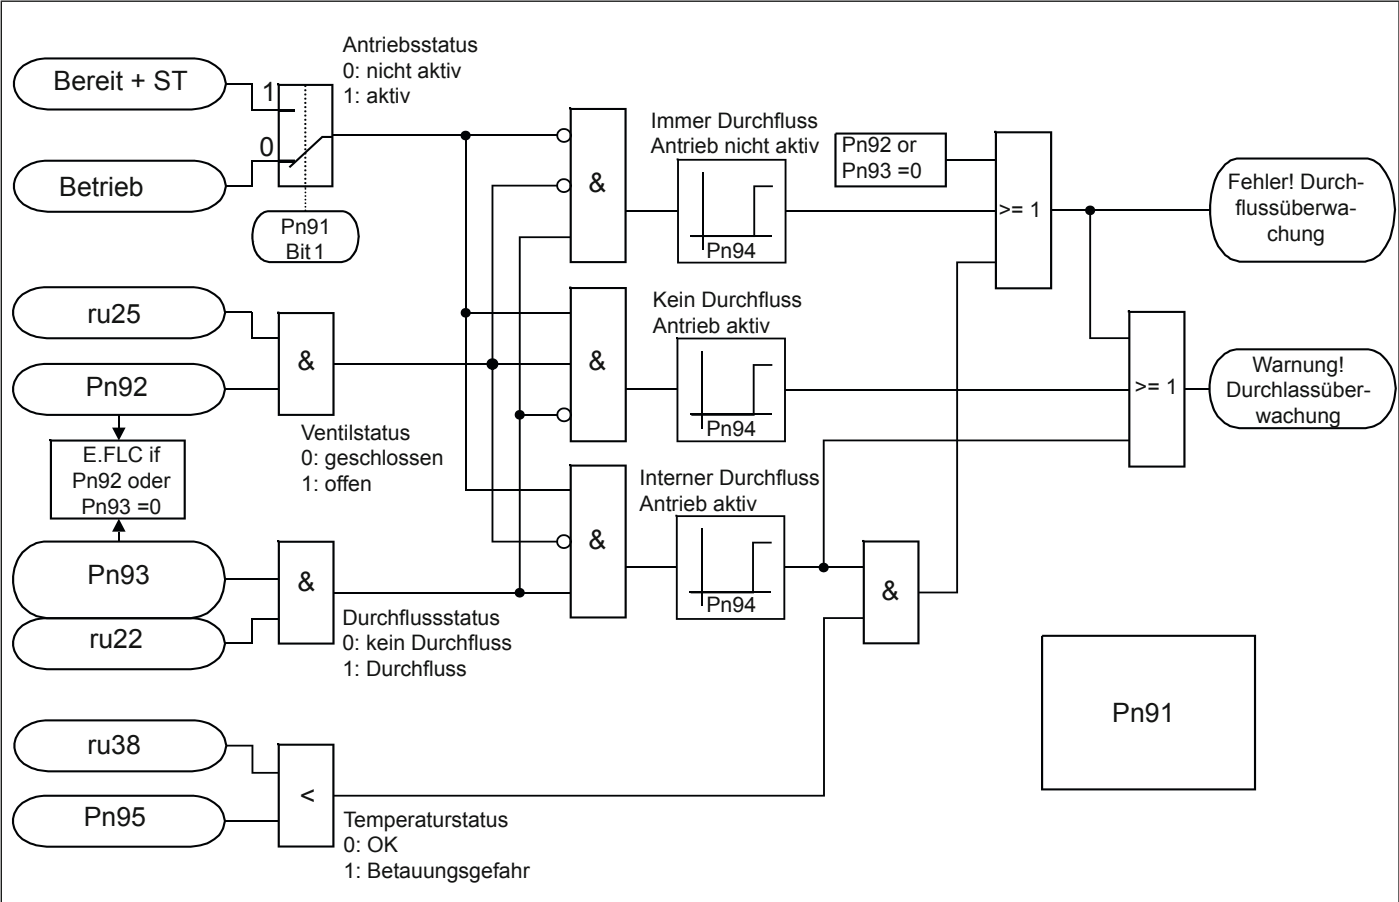 Antriebsstatus
0: nicht aktiv
1: aktiv
Bereit + ST
1
0
Betrieb
Pn91
Bit 1
&
Immer Durchfluss
Antrieb nicht aktiv
Pn94
Pn92 or
Pn93 =0
>= 1
Fehler! Durch-
flussüberwa-
chung
ru25
Pn92
&
Ventilstatus
0: geschlossen
1: offen
E.FLC if
Pn92 oder
Pn93 =0
&
Kein Durchfluss
Antrieb aktiv
Pn94
>= 1
Warnung!
Durchlassüber-
wachung
Pn93
ru22
&
Durchflussstatus
0: kein Durchfluss
1: Durchfluss
&
Interner Durchfluss
Antrieb aktiv
Pn94
&
ru38
Pn95
<
Temperaturstatus
0: OK
1: Betauungsgefahr
Pn91